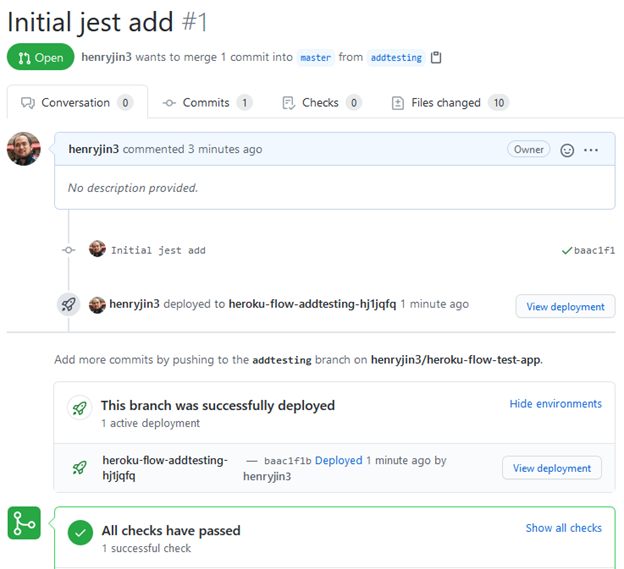 Initial jest add #1
Open henryjin3 wants to merge 1 commit into master from addtesting
Conversation 0 Commits 1 Checks 0 Files changed 10
henryjin3 commented 3 minutes ago Owner
No description provided.
Initial jest add baac1f1
henryjin3 deployed to heroku-flow-addtesting-hj1jqfq 1 minute ago View deployment
Add more commits by pushing to the addtesting branch on henryjin3/heroku-flow-test-app.
This branch was successfully deployed Hide environments
1 active deployment
heroku-flow-addtesting- — baac1f1b Deployed 1 minute ago by View deployment
hj1jqfq henryjin3
All checks have passed Show all checks
1 successful check